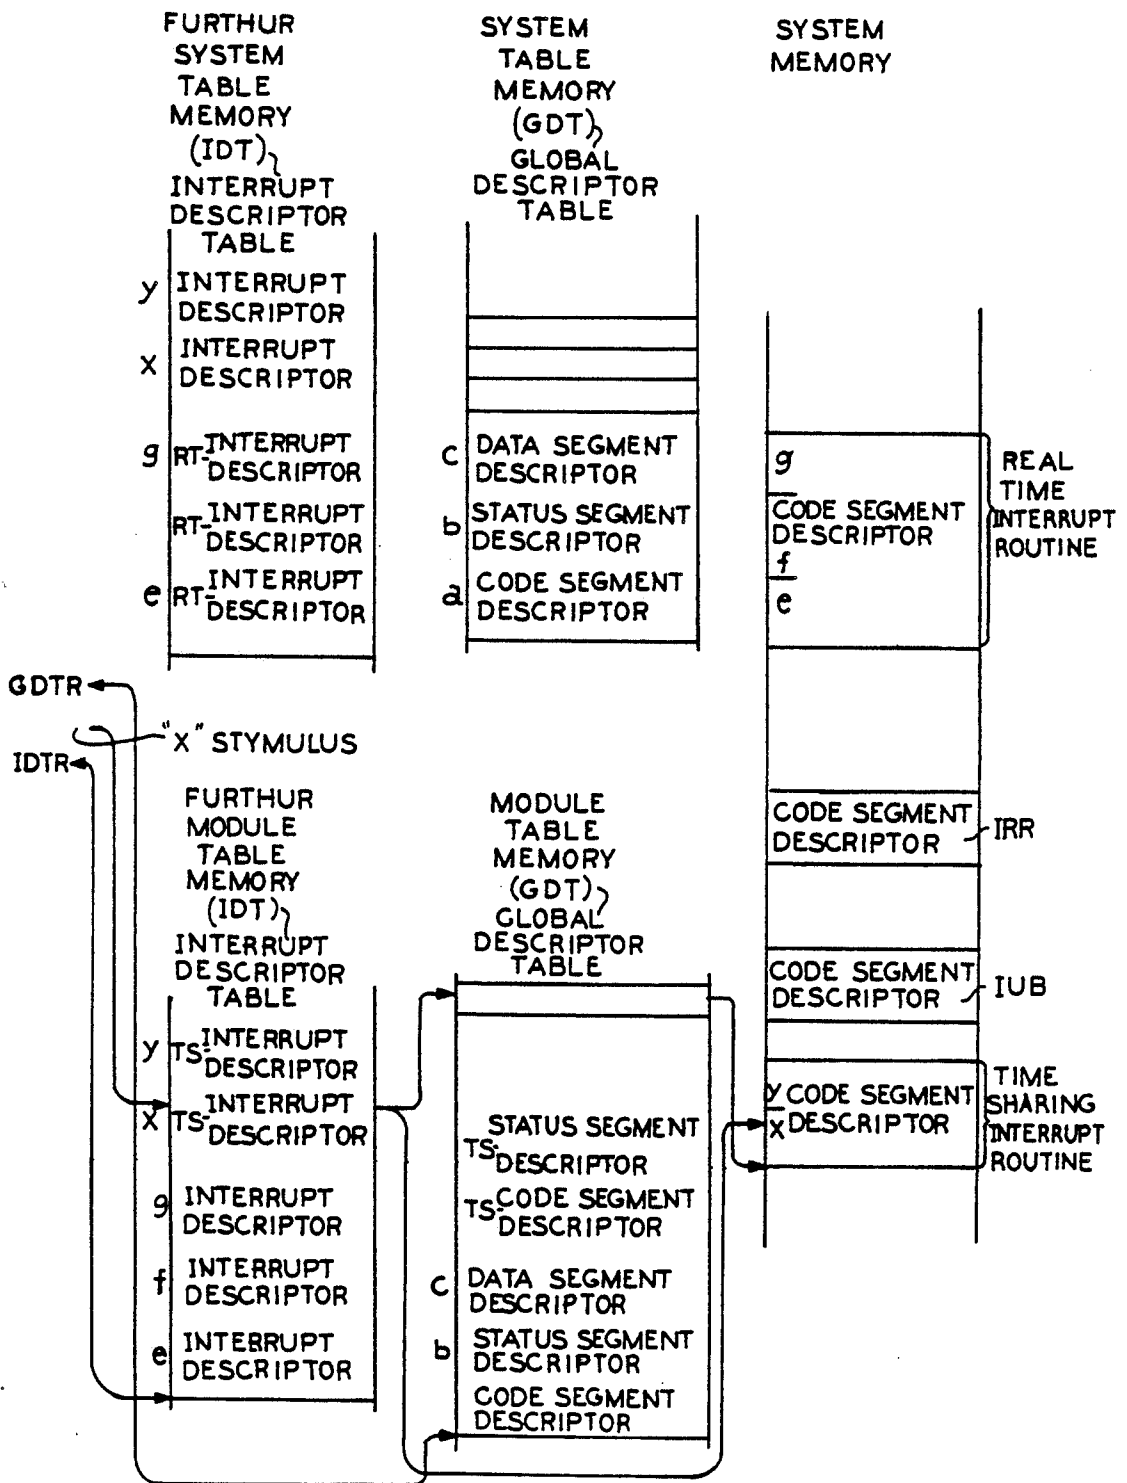 FURTHUR
SYSTEM
TABLE
MEMORY
(IDT)
INTERRUPT
DESCRIPTOR
TABLE
y INTERRUPT
DESCRIPTOR
x INTERRUPT
DESCRIPTOR
g RT-INTERRUPT
DESCRIPTOR
RT-INTERRUPT
DESCRIPTOR
e RT-INTERRUPT
DESCRIPTOR
SYSTEM
TABLE
MEMORY
(GDT)
GLOBAL
DESCRIPTOR
TABLE
c DATA SEGMENT
DESCRIPTOR
b STATUS SEGMENT
DESCRIPTOR
a CODE SEGMENT
DESCRIPTOR
SYSTEM
MEMORY
g
CODE SEGMENT
DESCRIPTOR
f
e
REAL
TIME
INTERRUPT
ROUTINE
GDTR
"X" STYMULUS
IDTR
FURTHUR
MODULE
TABLE
MEMORY
(IDT)
INTERRUPT
DESCRIPTOR
TABLE
y TS-INTERRUPT
DESCRIPTOR
x TS-INTERRUPT
DESCRIPTOR
g INTERRUPT
DESCRIPTOR
f INTERRUPT
DESCRIPTOR
e INTERRUPT
DESCRIPTOR
MODULE
TABLE
MEMORY
(GDT)
GLOBAL
DESCRIPTOR
TABLE
TS-STATUS SEGMENT
DESCRIPTOR
TS-CODE SEGMENT
DESCRIPTOR
c DATA SEGMENT
DESCRIPTOR
b STATUS SEGMENT
DESCRIPTOR
CODE SEGMENT
DESCRIPTOR
CODE SEGMENT
DESCRIPTOR
IRR
CODE SEGMENT
DESCRIPTOR
IUB
y CODE SEGMENT
x DESCRIPTOR
TIME
SHARING
INTERRUPT
ROUTINE